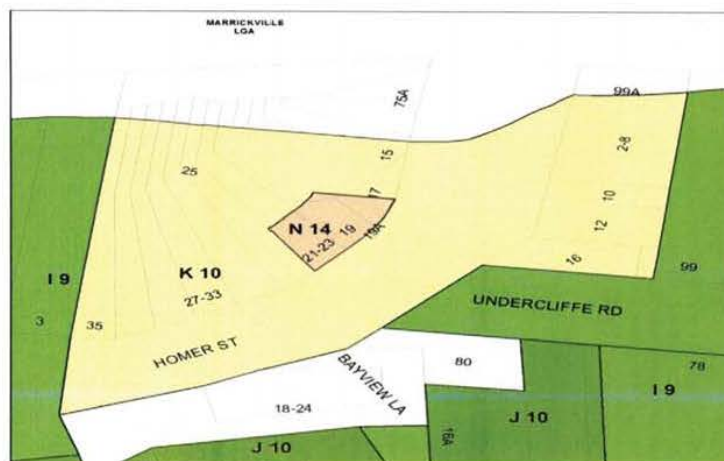 MARRICKVILLE
LGA
75A
99A
2-8
15
25
17
10
N 14
19
19A
12
21-23
16
99
I 9
K 10
27-33
UNDERCLIFFE RD
3
35
HOMER ST
BAYVIEW LA
80
78
I 9
18-24
J 10
16A
J 10